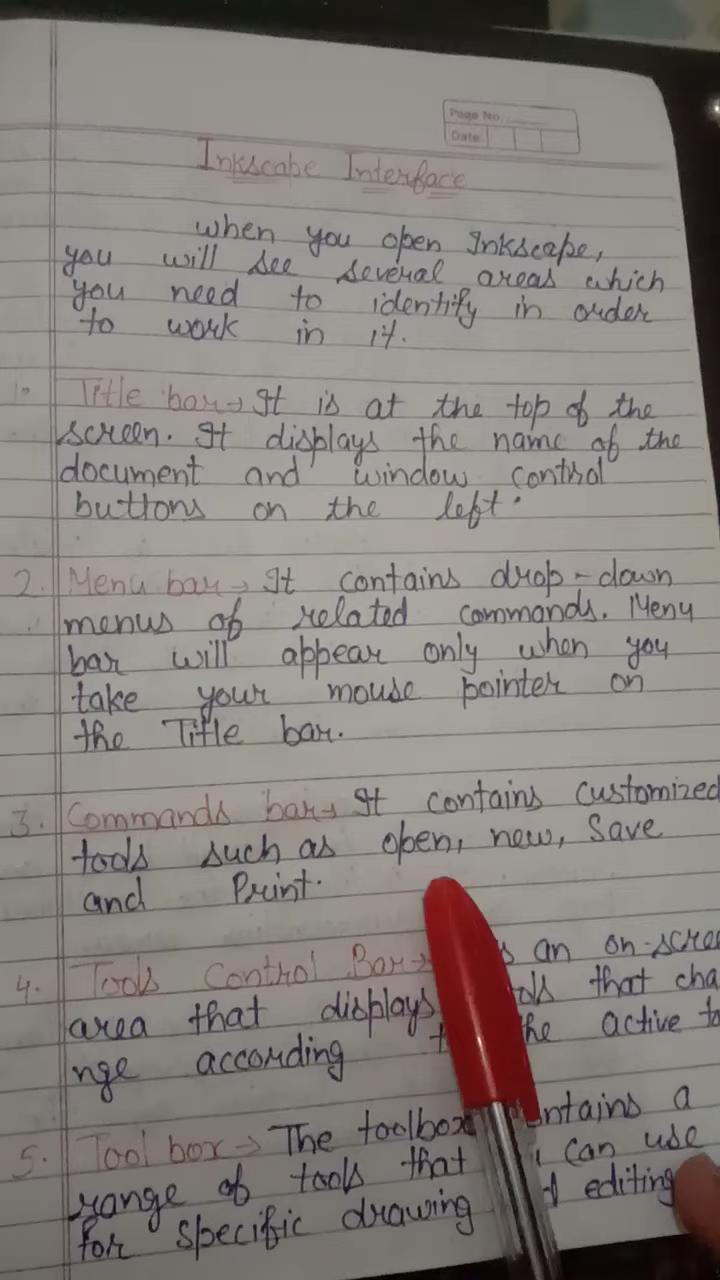 Page No.
Date
Inkscape Interface
when you open Inkscape,
you will see several areas which
you need to identify in order
to work in it.
1. Title bar → It is at the top of the
screen. It displays the name of the
document and window control
buttons on the left.
2. Menu bar → It contains drop-down
menus of related commands. Menu
bar will appear only when you
take your mouse pointer on
the Title bar.
3. Commands bar → It contains customized
tools such as open, new, Save
and Print.
4. Tools Control Bar → an on-scree
area that displays that cha
nge according the active to
5. Tool box → The toolbox a
range of tools that can use
for specific drawing editing